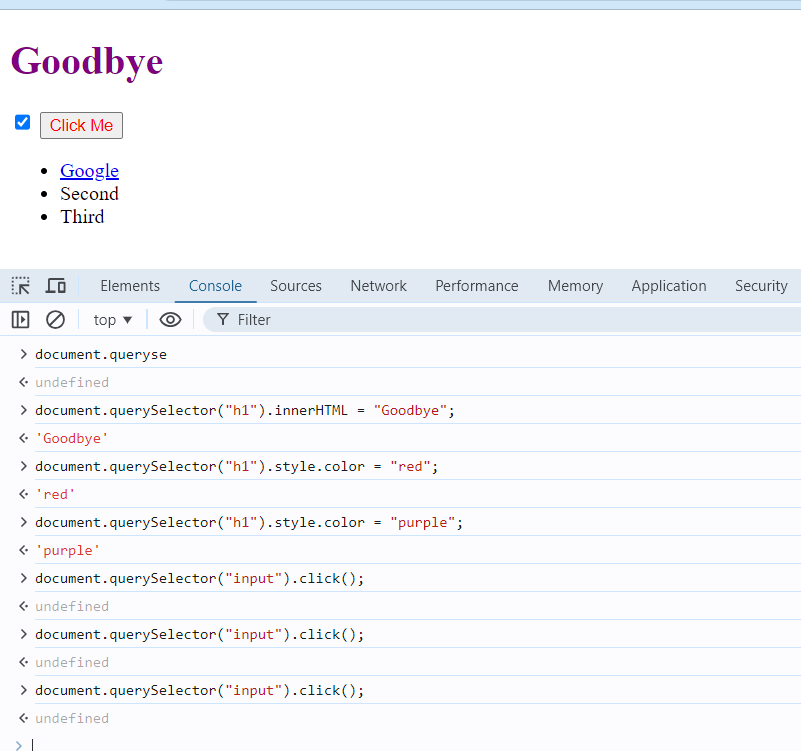 Goodbye
Click Me
Google
Second
Third
Elements Console Sources Network Performance Memory Application Security
top Filter
document.queryse
undefined
document.querySelector("h1").innerHTML = "Goodbye";
'Goodbye'
document.querySelector("h1").style.color = "red";
'red'
document.querySelector("h1").style.color = "purple";
'purple'
document.querySelector("input").click();
undefined
document.querySelector("input").click();
undefined
document.querySelector("input").click();
undefined